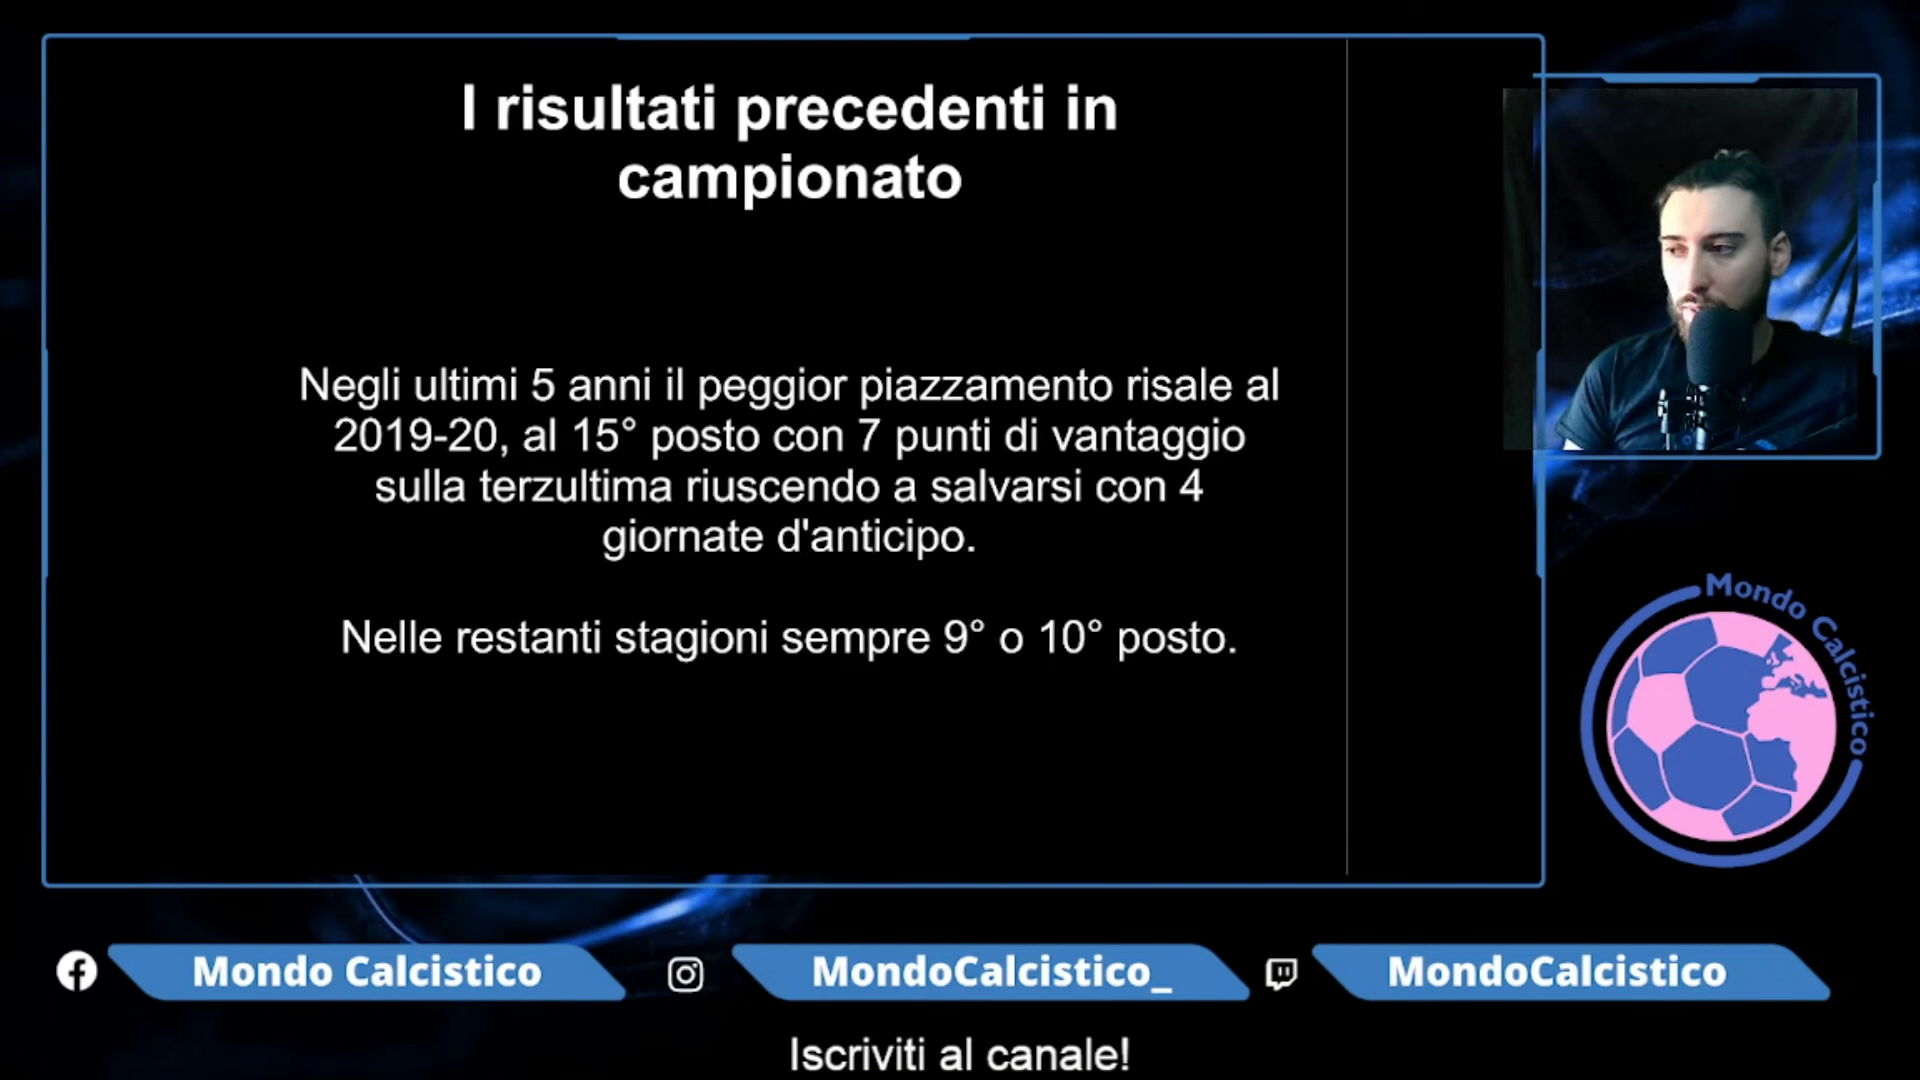 I risultati precedenti in
campionato
Negli ultimi 5 anni il peggior piazzamento risale al
2019-20, al 15° posto con 7 punti di vantaggio
sulla terzultima riuscendo a salvarsi con 4
giornate d'anticipo.
Nelle restanti stagioni sempre 9° o 10° posto.
Mondo Calcistico
Mondo Calcistico
MondoCalcistico_
MondoCalcistico
Iscriviti al canale!